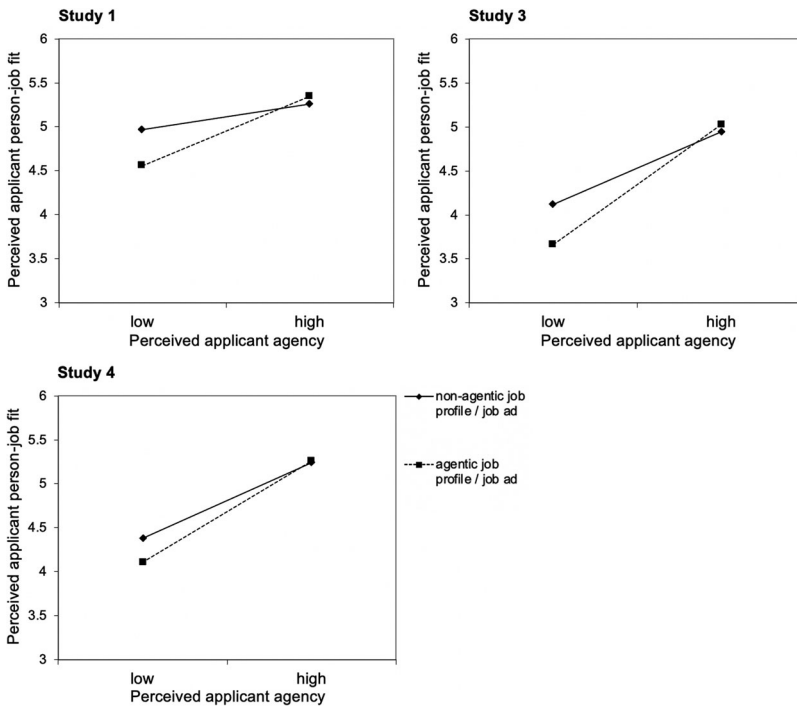 Study 1
Perceived applicant person-job fit
6
5.5
5
4.5
4
3.5
3
low
high
Perceived applicant agency
Study 3
Perceived applicant person-job fit
6
5.5
5
4.5
4
3.5
3
low
high
Perceived applicant agency
Study 4
Perceived applicant person-job fit
6
5.5
5
4.5
4
3.5
3
low
high
Perceived applicant agency
non-agentic job
profile / job ad
agentic job
profile / job ad